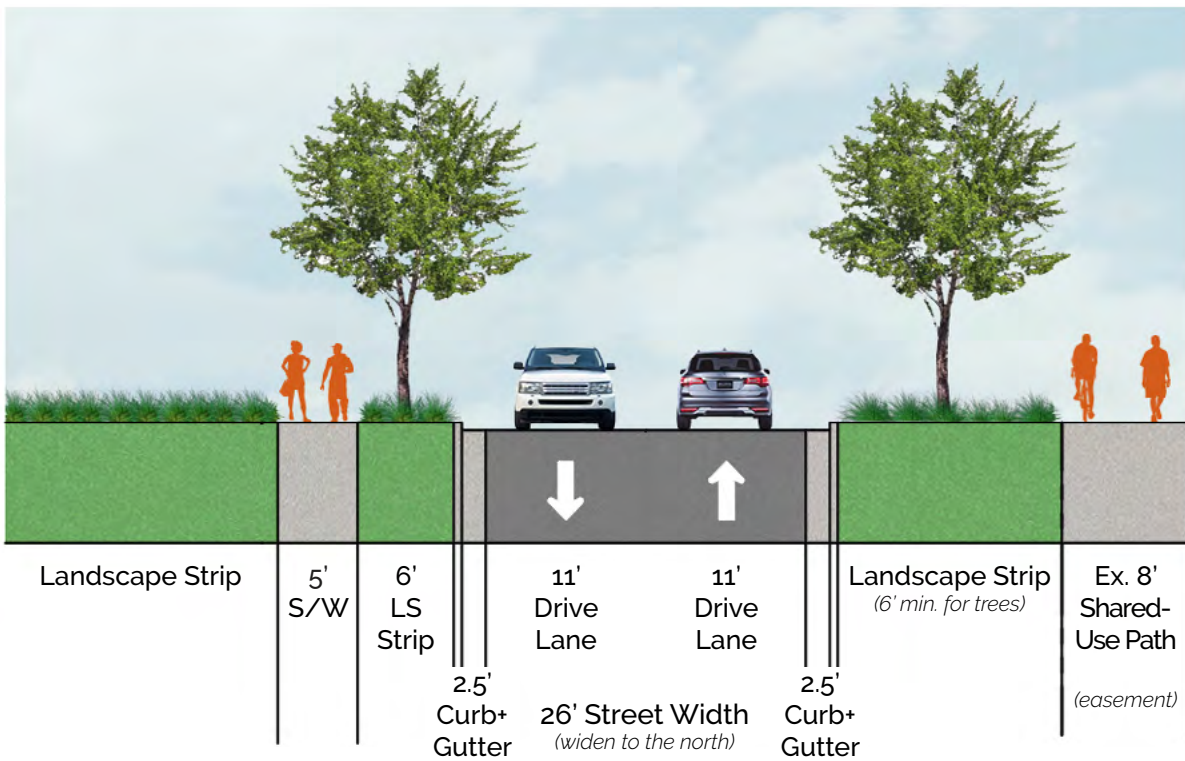 Landscape Strip
5’
S/W
6’
LS
Strip
11’
Drive
Lane
11’
Drive
Lane
Landscape Strip
(6’ min. for trees)
Ex. 8’
Shared-
Use Path
(easement)
2.5’
Curb+
Gutter
26’ Street Width
(widen to the north)
2.5’
Curb+
Gutter